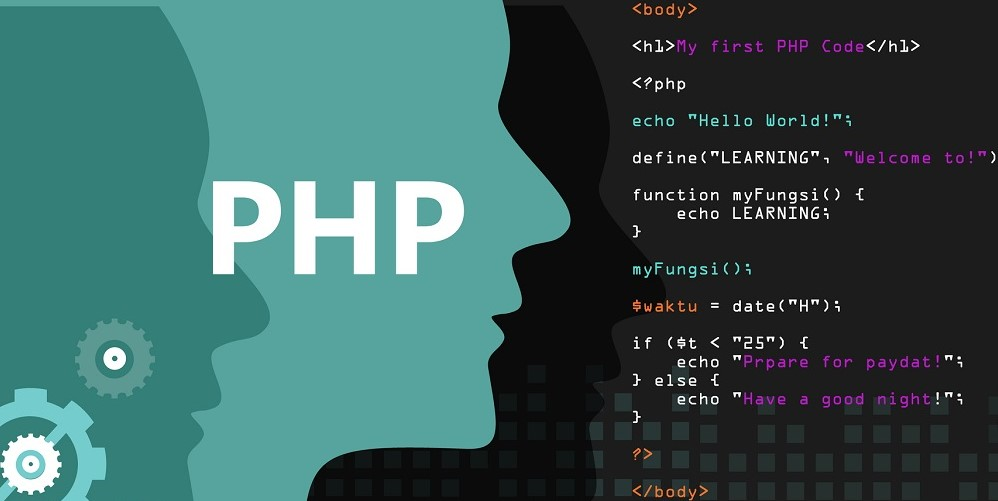 PHP
<body>
<h1>My first PHP Code</h1>
<?php
echo "Hello World!";
define("LEARNING", "Welcome to!")
function myFungsi() {
echo LEARNING;
}
myFungsi();
$waktu = date("H");
if ($t < "25") {
echo "Prpare for paydat!";
} else {
echo "Have a good night!";
}
?>
</body>